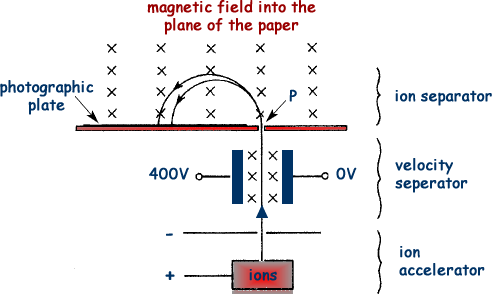 magnetic field into the
plane of the paper
photographic
plate
P
ion separator
400V
0V
velocity
seperator
-
+
ions
ion
accelerator